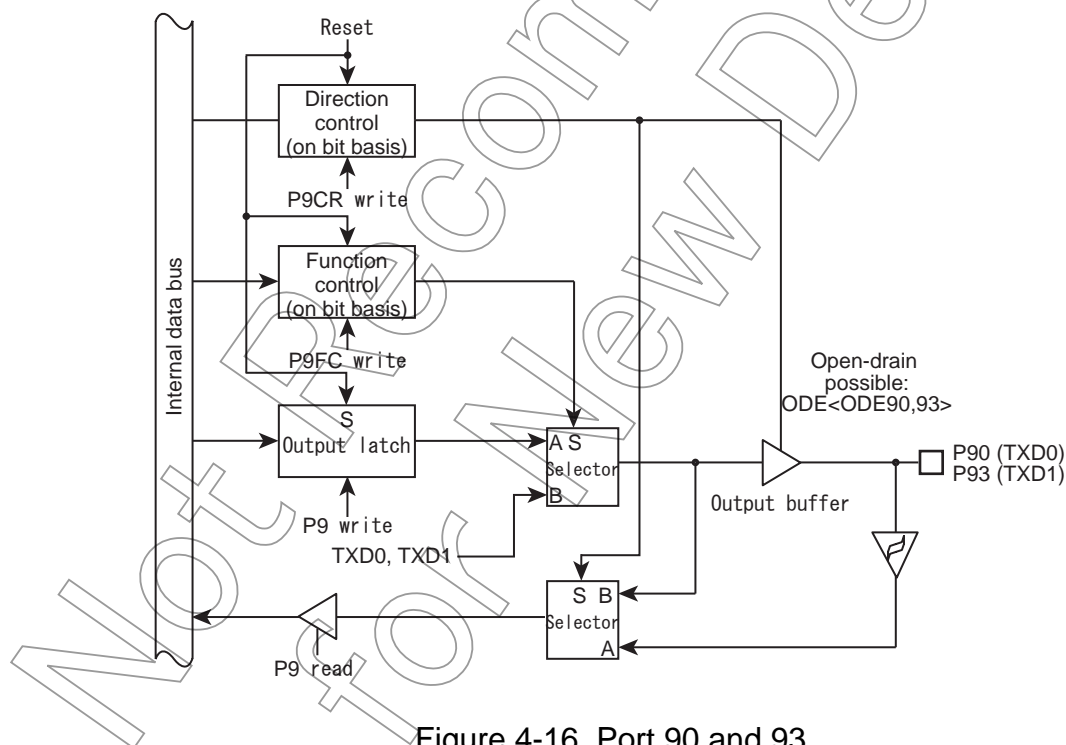 Reset
Direction
control
(on bit basis)
P9CR write
Function
control
(on bit basis)
P9FC write
Internal data bus
S
Output latch
P9 write
TXD0, TXD1
A S
Selector
B
Open-drain
possible:
ODE<ODE90,93>
Output buffer
P90 (TXD0)
P93 (TXD1)
S B
Selector
A
P9 read
Figure 4-16 Port 90 and 93
Not Recom
for New De